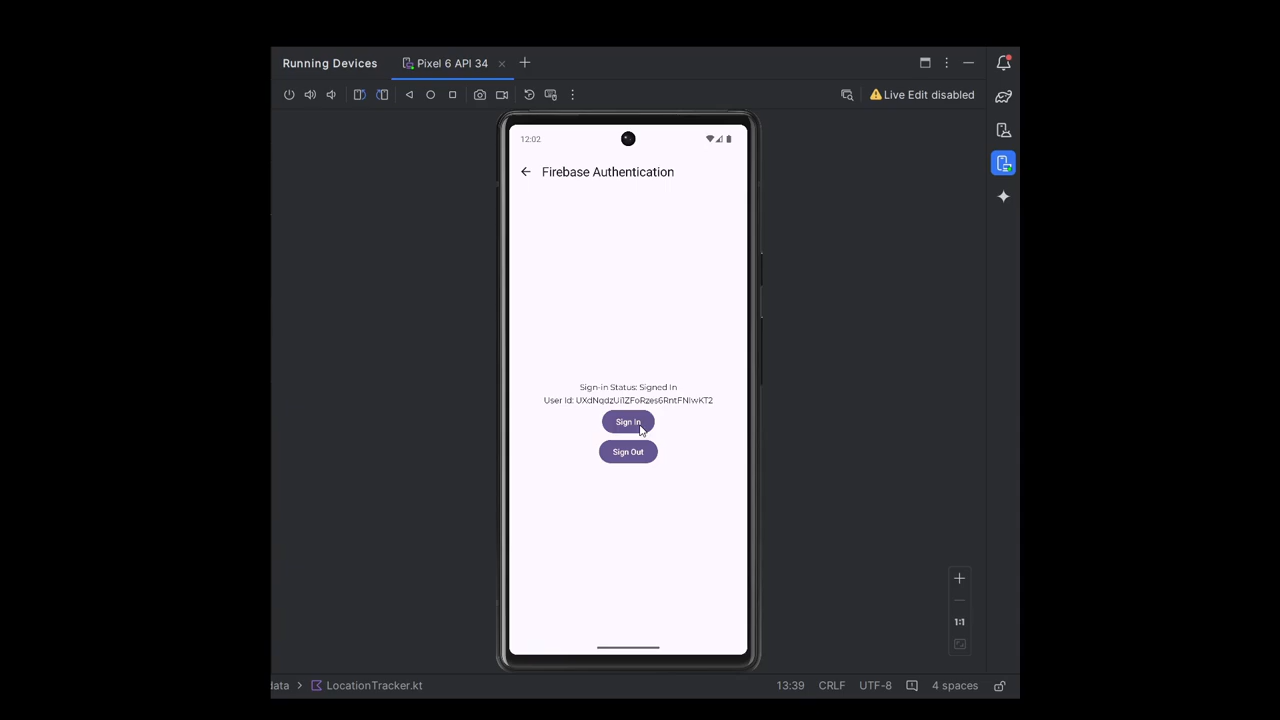 Running Devices
Pixel 6 API 34
Live Edit disabled
12:02
Firebase Authentication
Sign-in Status: Signed In
User Id:
Sign In
Sign Out
1:1
data
LocationTracker.kt
13:39
CRLF
UTF-8
4 spaces